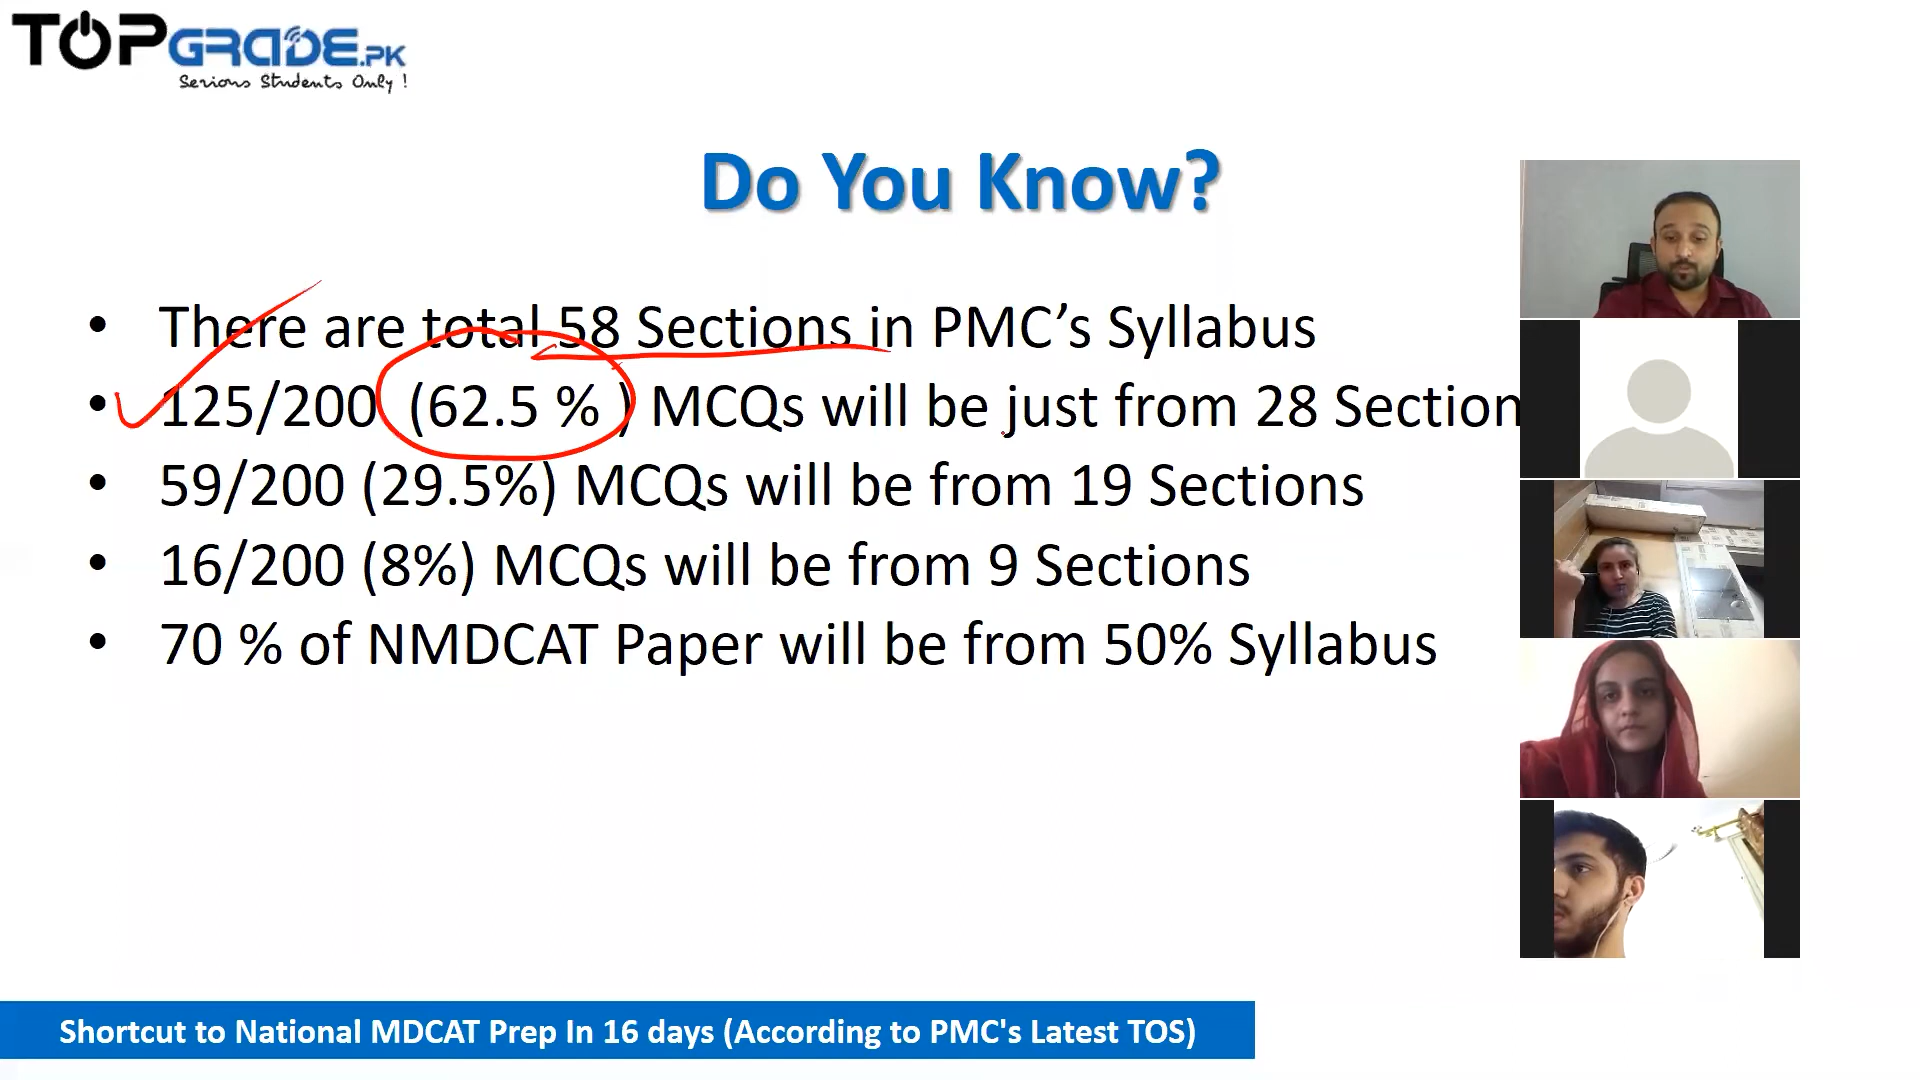 TOPGRADE.PK
Serious Students Only !
Do You Know?
• There are total 58 Sections in PMC’s Syllabus
• 125/200 (62.5 % ) MCQs will be just from 28 Section
• 59/200 (29.5%) MCQs will be from 19 Sections
• 16/200 (8%) MCQs will be from 9 Sections
• 70 % of NMDCAT Paper will be from 50% Syllabus
Shortcut to National MDCAT Prep In 16 days (According to PMC's Latest TOS)